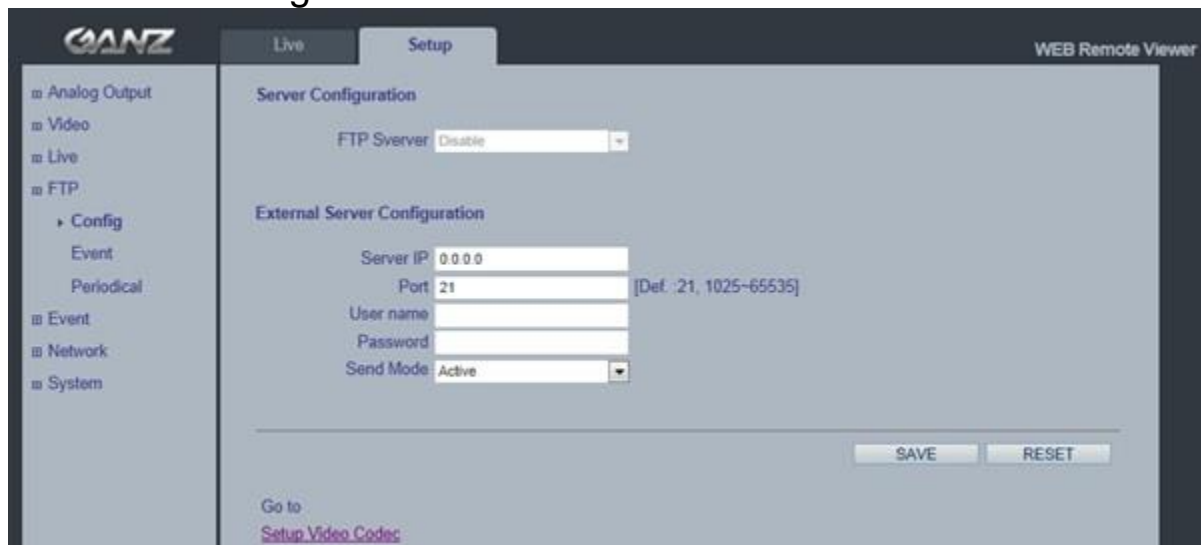 GANZ
Live
Setup
WEB Remote Viewer
Analog Output
Video
Live
FTP
Config
Event
Periodical
Event
Network
System
Server Configuration
FTP Sverver Disable
External Server Configuration
Server IP 0.0.0.0
Port 21 [Def. :21, 1025~65535]
User name
Password
Send Mode Active
SAVE RESET
Go to
Setup Video Codec